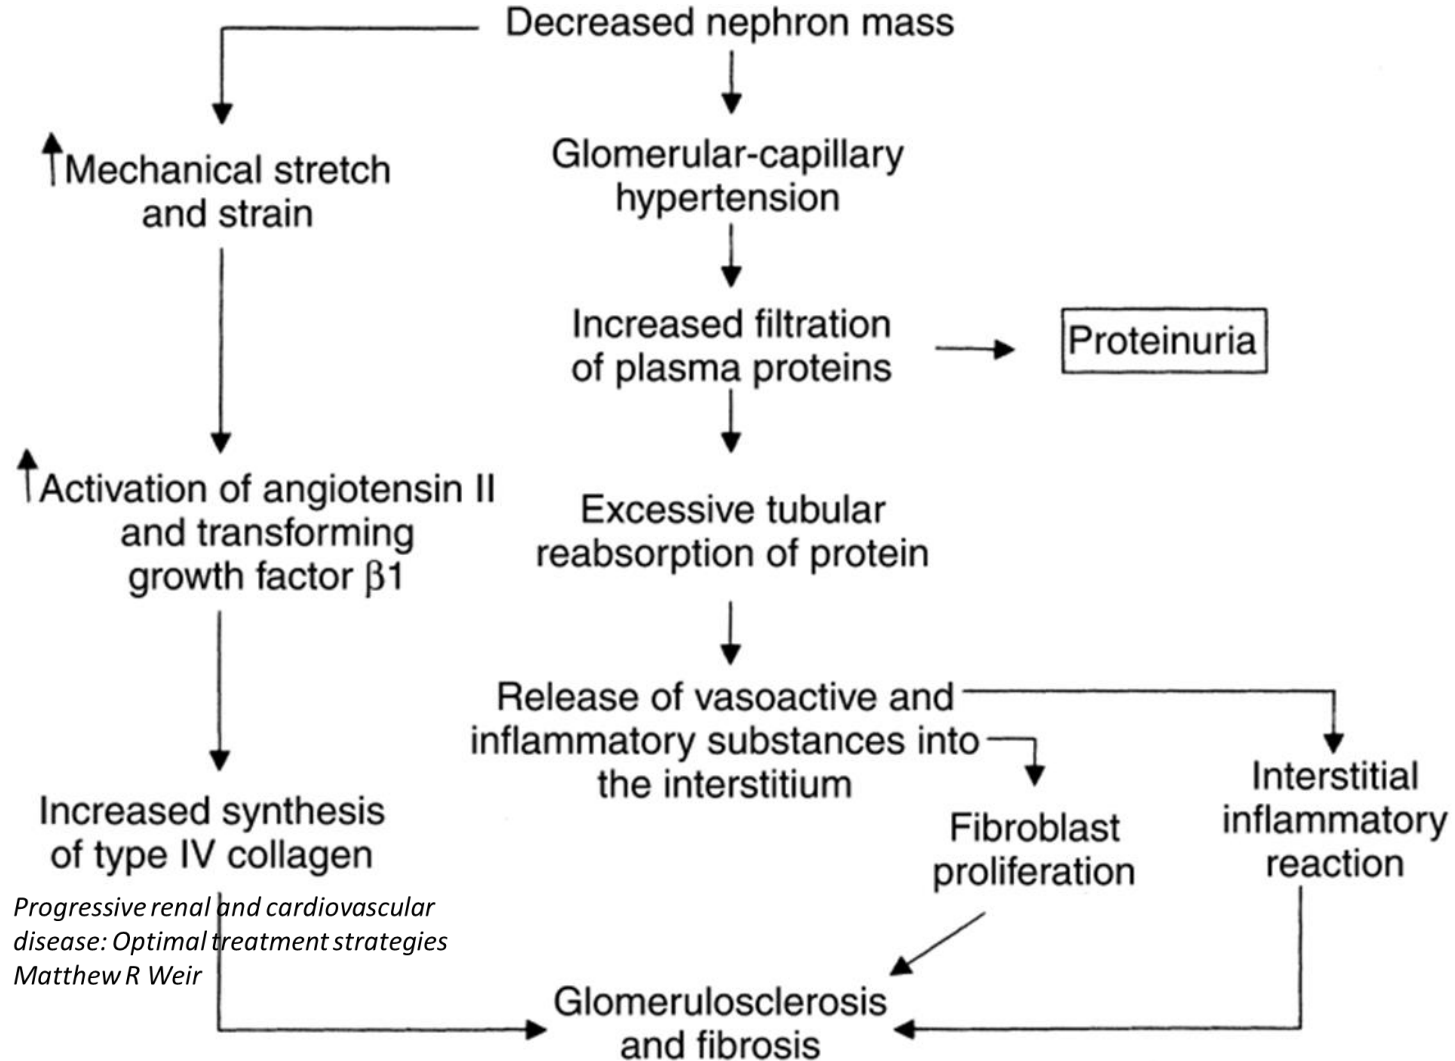 Decreased nephron mass
Mechanical stretch
and strain
Glomerular-capillary
hypertension
Increased filtration
of plasma proteins
Proteinuria
Activation of angiotensin II
and transforming
growth factor β1
Excessive tubular
reabsorption of protein
Release of vasoactive and
inflammatory substances into
the interstitium
Increased synthesis
of type IV collagen
Fibroblast
proliferation
Interstitial
inflammatory
reaction
Progressive renal and cardiovascular
disease: Optimal treatment strategies
Matthew R Weir
Glomerulosclerosis
and fibrosis